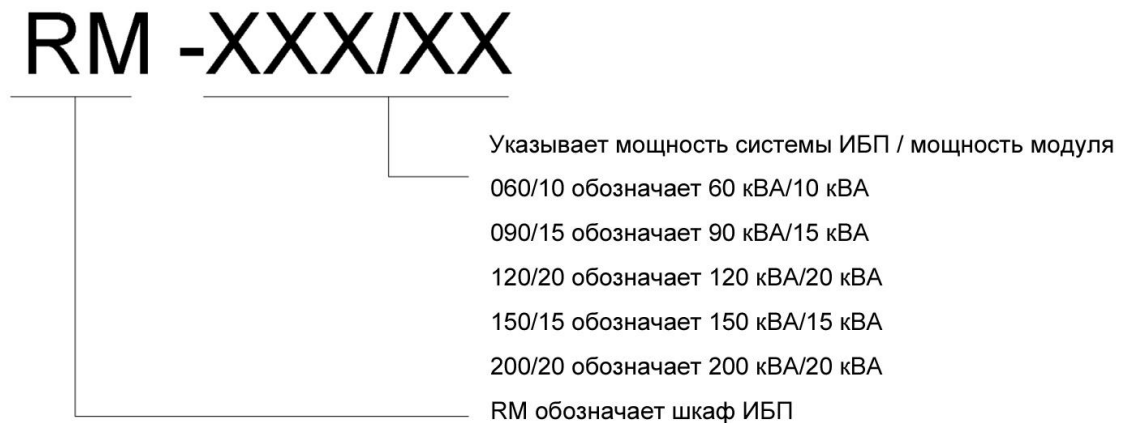 RM -XXX/XX
Указывает мощность системы ИБП / мощность модуля
060/10 обозначает 60 кВА/10 кВА
090/15 обозначает 90 кВА/15 кВА
120/20 обозначает 120 кВА/20 кВА
150/15 обозначает 150 кВА/15 кВА
200/20 обозначает 200 кВА/20 кВА
RM обозначает шкаф ИБП